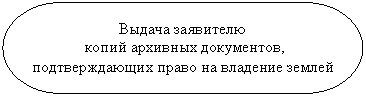 Выдача заявителю
копий архивных документов,
подтверждающих право на владение землей